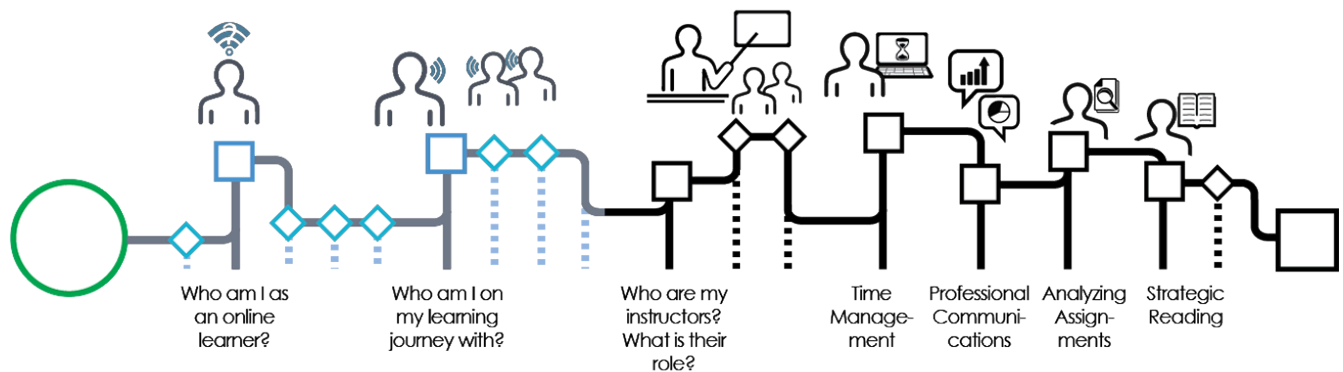 Who am I as
an online
learner?
Who am I on
my learning
journey with?
Who are my
instructors?
What is their
role?
Time
Manage-
ment
Professional
Communi-
cations
Analyzing
Assign-
ments
Strategic
Reading